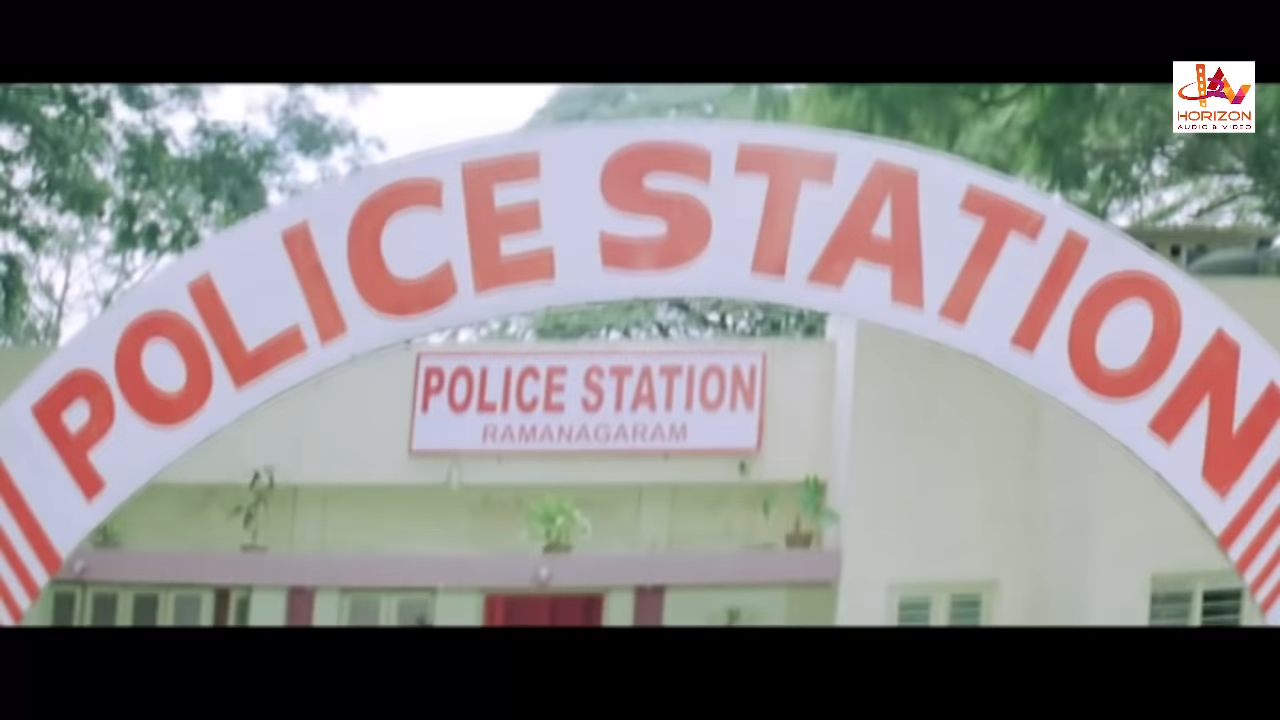 HORIZON
AUDIO & VIDEO
POLICE STATION
POLICE STATION
RAMANAGARAM